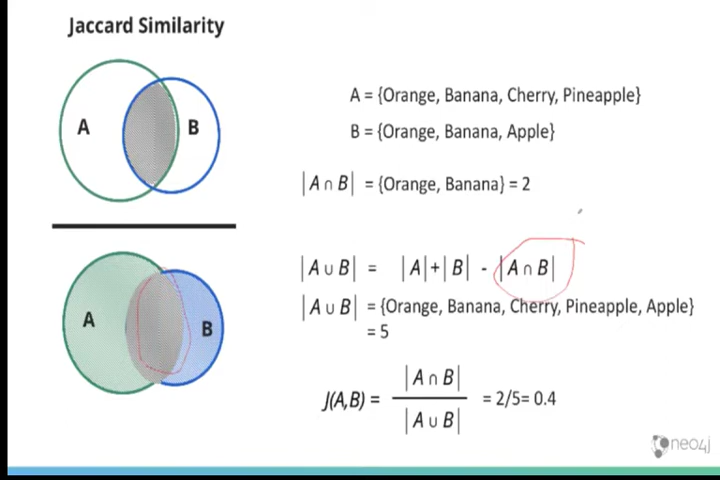 Jaccard Similarity
A
B
A = {Orange, Banana, Cherry, Pineapple}
B = {Orange, Banana, Apple}
|A ∩ B| = {Orange, Banana} = 2
|A ∪ B| = |A|+|B| - |A ∩ B|
|A ∪ B| = {Orange, Banana, Cherry, Pineapple, Apple}
= 5
A
B
J(A,B) = |A ∩ B| / |A ∪ B| = 2/5= 0.4
neo4j